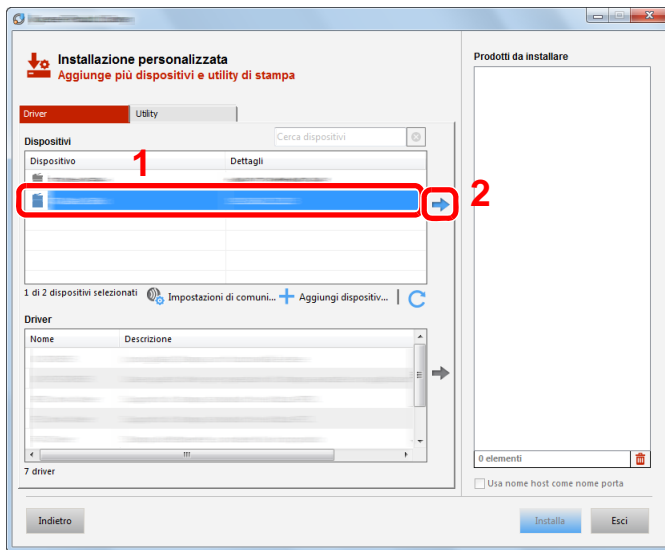 Installazione personalizzata
Aggiunge più dispositivi e utility di stampa
Prodotti da installare
Driver
Utility
Dispositivi
Cerca dispositivi
Dispositivo
Dettagli
1
2
1 di 2 dispositivi selezionati
Impostazioni di comuni...
Aggiungi dispositiv...
Driver
Nome
Descrizione
7 driver
0 elementi
Usa nome host come nome porta
Indietro
Installa
Esci